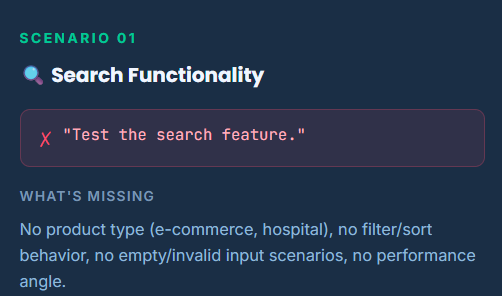 SCENARIO 01
🔍 Search Functionality
✗ "Test the search feature."
WHAT'S MISSING
No product type (e-commerce, hospital), no filter/sort
behavior, no empty/invalid input scenarios, no performance
angle.